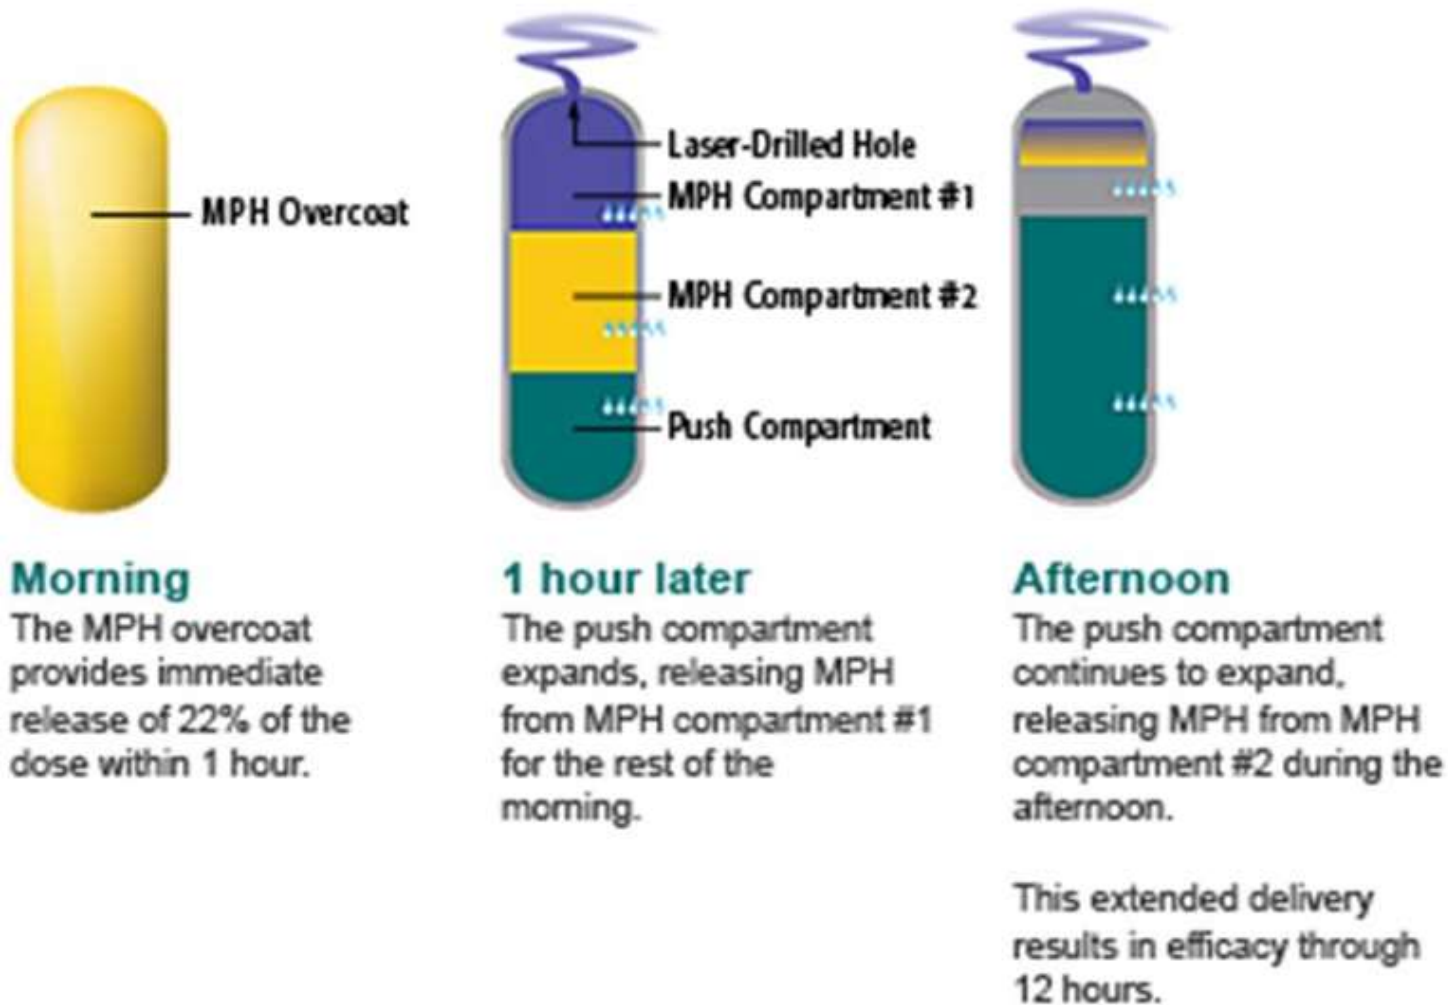 MPH Overcoat
Laser-Drilled Hole
MPH Compartment #1
MPH Compartment #2
Push Compartment
Morning
The MPH overcoat
provides immediate
release of 22% of the
dose within 1 hour.
1 hour later
The push compartment
expands, releasing MPH
from MPH compartment #1
for the rest of the
morning.
Afternoon
The push compartment
continues to expand,
releasing MPH from MPH
compartment #2 during the
afternoon.
This extended delivery
results in efficacy through
12 hours.